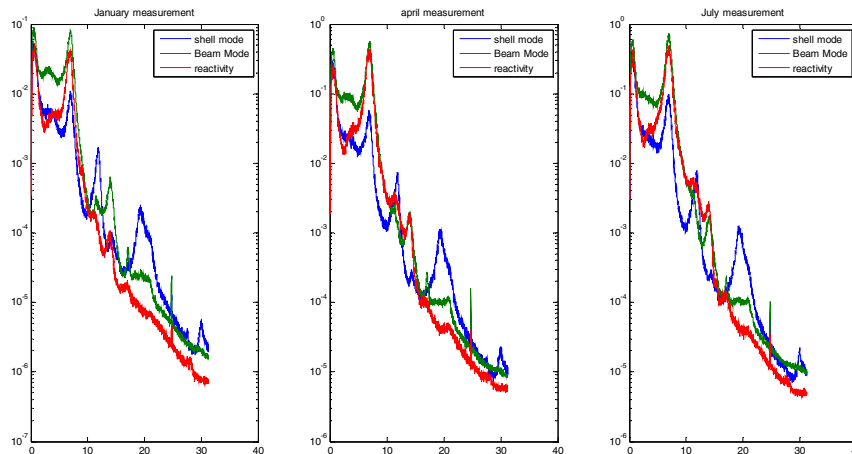 January measurement
shell mode
Beam Mode
reactivity
10^-1
10^-2
10^-3
10^-4
10^-5
10^-6
10^-7
0 10 20 30 40
april measurement
shell mode
Beam Mode
reactivity
10^0
10^-1
10^-2
10^-3
10^-4
10^-5
10^-6
0 10 20 30 40
July measurement
shell mode
Beam Mode
reactivity
10^0
10^-1
10^-2
10^-3
10^-4
10^-5
10^-6
0 10 20 30 40